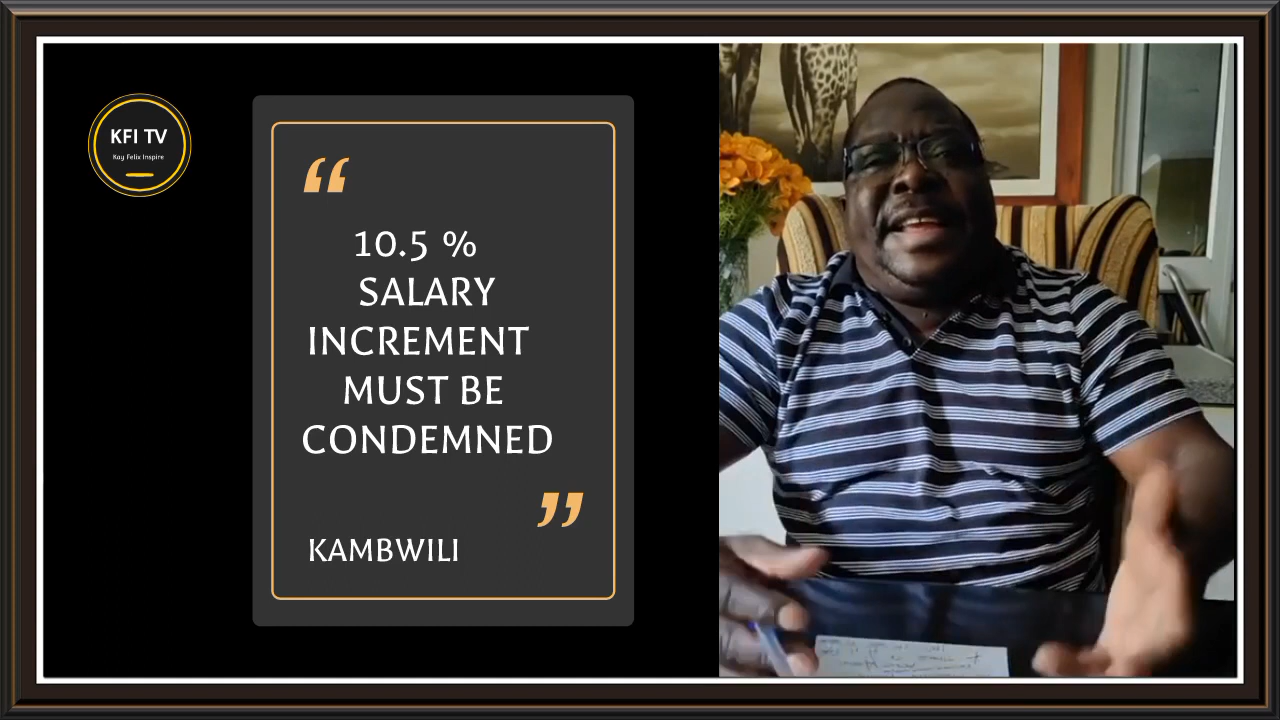 KFI TV
Kay Felix Inspire
“
10.5 %
SALARY
INCREMENT
MUST BE
CONDEMNED
”
KAMBWILI